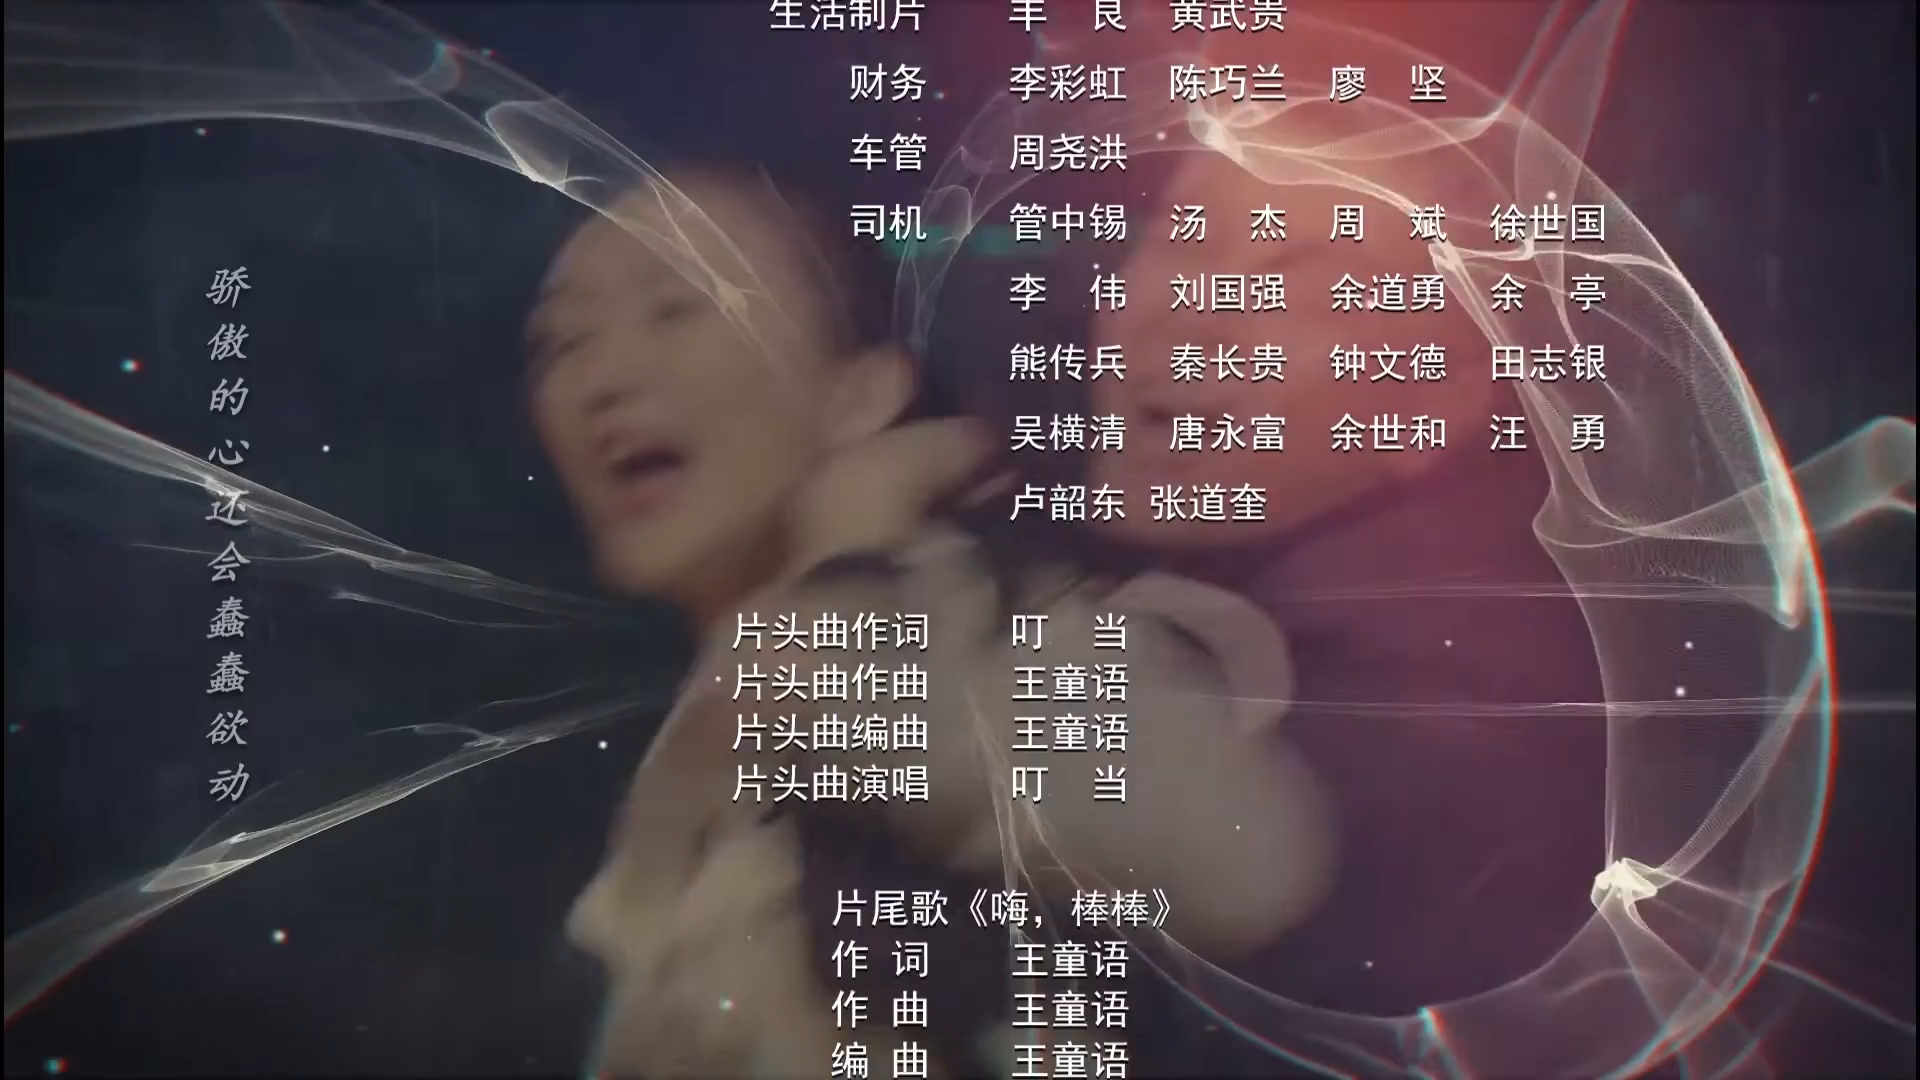 生活制片 丰 良 黄武贵
财务 李彩虹 陈巧兰 廖 坚
车管 周尧洪
司机 管中锡 汤 杰 周 斌 徐世国
李 伟 刘国强 余道勇 余 亭
熊传兵 秦长贵 钟文德 田志银
吴横清 唐永富 余世和 汪 勇
卢韶东 张道奎
骄傲的心还会蠢蠢欲动
片头曲作词 叮 当
片头曲作曲 王童语
片头曲编曲 王童语
片头曲演唱 叮 当
片尾歌《嗨，棒棒》
作 词 王童语
作 曲 王童语
编 曲 王童语